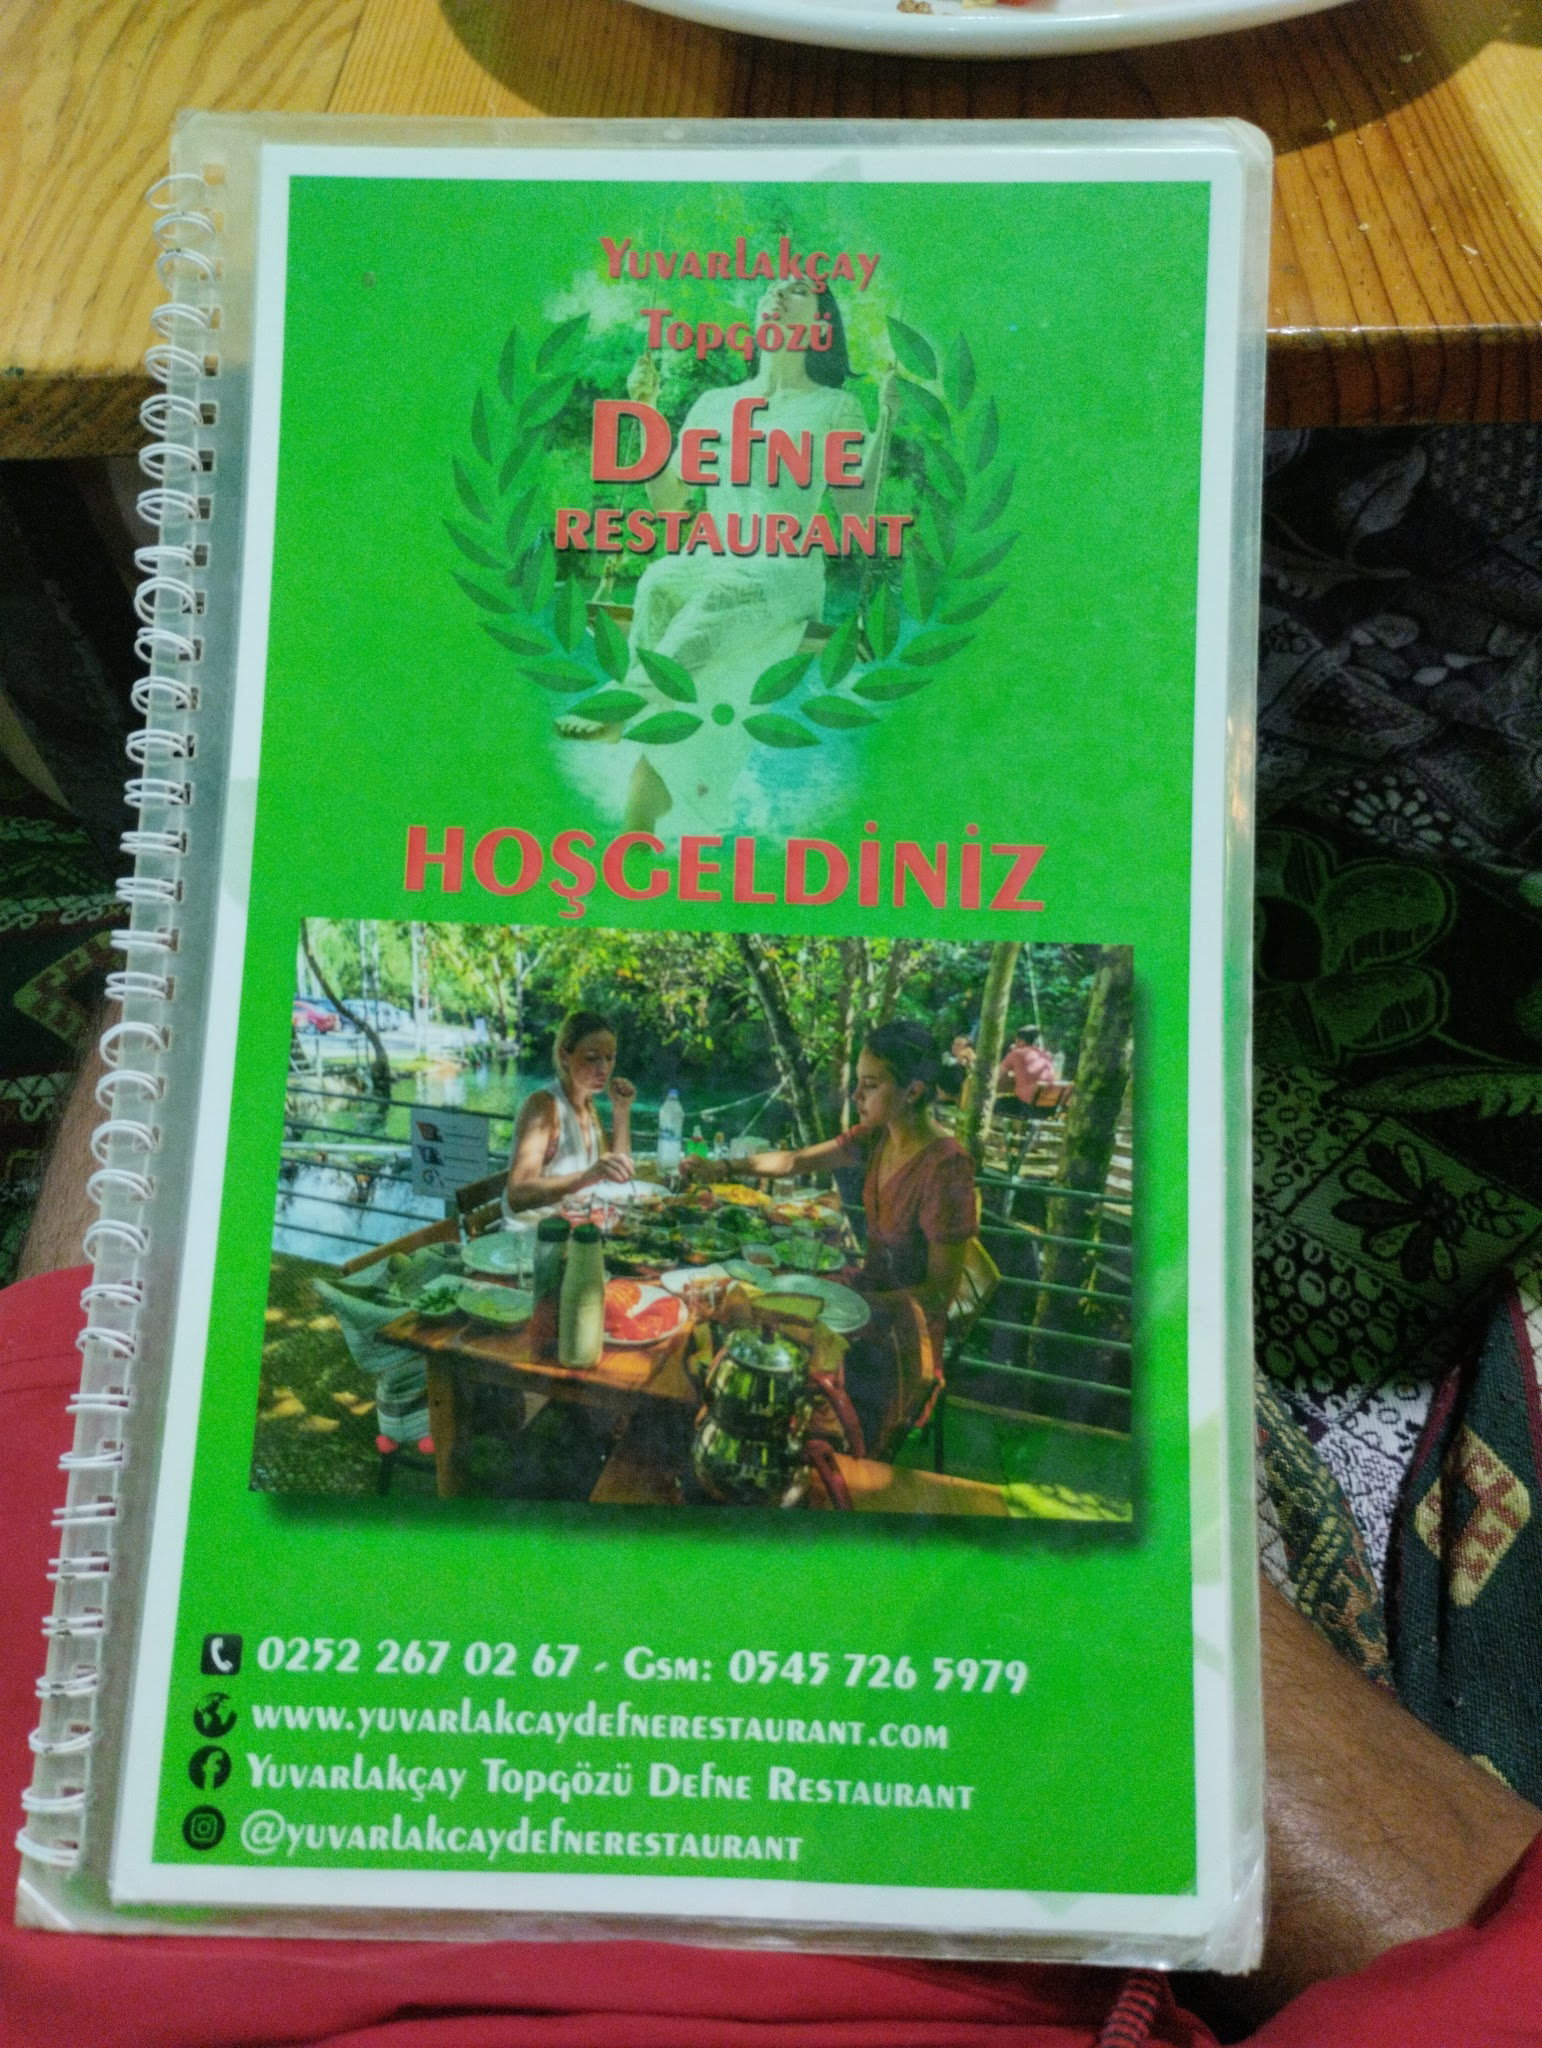 Yuvarlakçay
Topgözü
Defne
RESTAURANT
HOŞGELDİNİZ
0252 267 02 67 - Gsm: 0545 726 5979
www.yuvarlakcaydefnerestaurant.com
Yuvarlakçay Topgözü Defne Restaurant
@yuvarlakcaydefnerestaurant